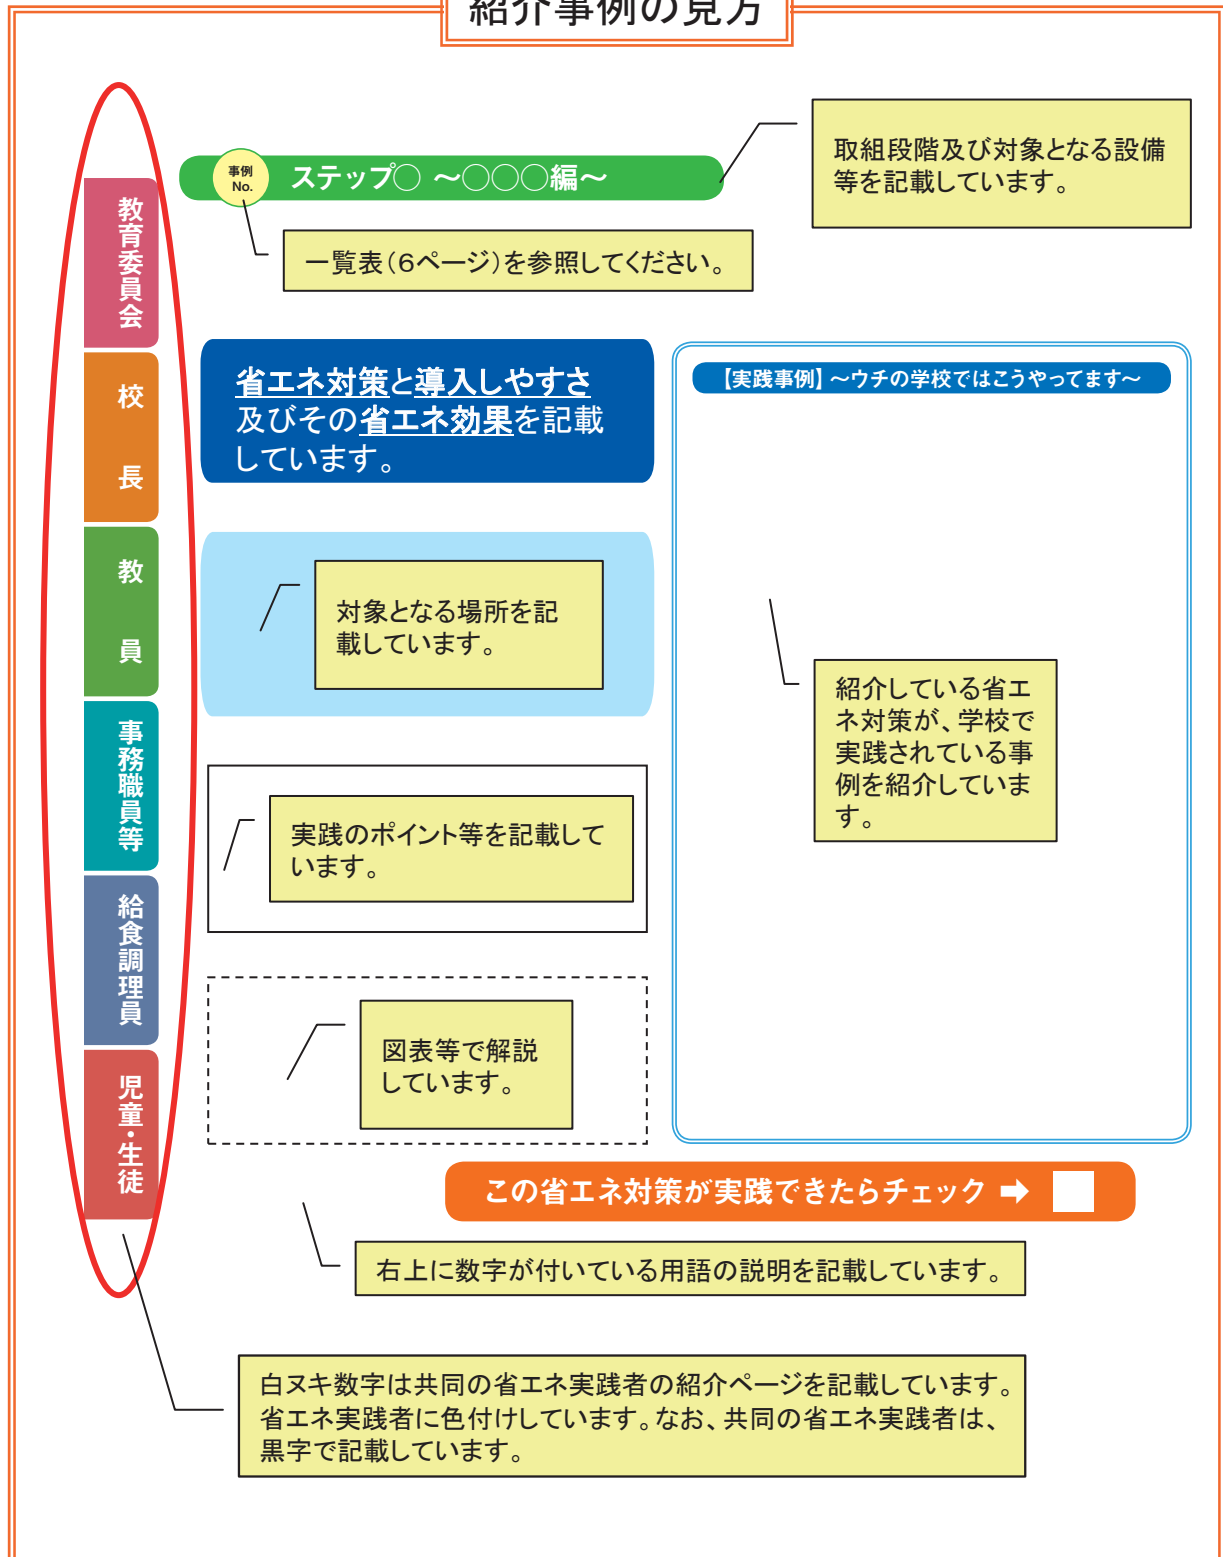 紹介事例の見方
取組段階及び対象となる設備
等を記載しています。
事例
No.
ステップ○ ～○○○編～
一覧表(6ページ)を参照してください。
教育委員会
校長
教員
事務職員等
給食調理員
児童・生徒
省エネ対策と導入しやすさ
及びその省エネ効果を記載
しています。
対象となる場所を記
載しています。
実践のポイント等を記載して
います。
図表等で解説
しています。
【実践事例】～ウチの学校ではこうやってます～
紹介している省エ
ネ対策が、学校で
実践されている事
例を紹介していま
す。
この省エネ対策が実践できたらチェック ➡ □
右上に数字が付いている用語の説明を記載しています。
白ヌキ数字は共同の省エネ実践者の紹介ページを記載しています。
省エネ実践者に色付けしています。なお、共同の省エネ実践者は、
黒字で記載しています。